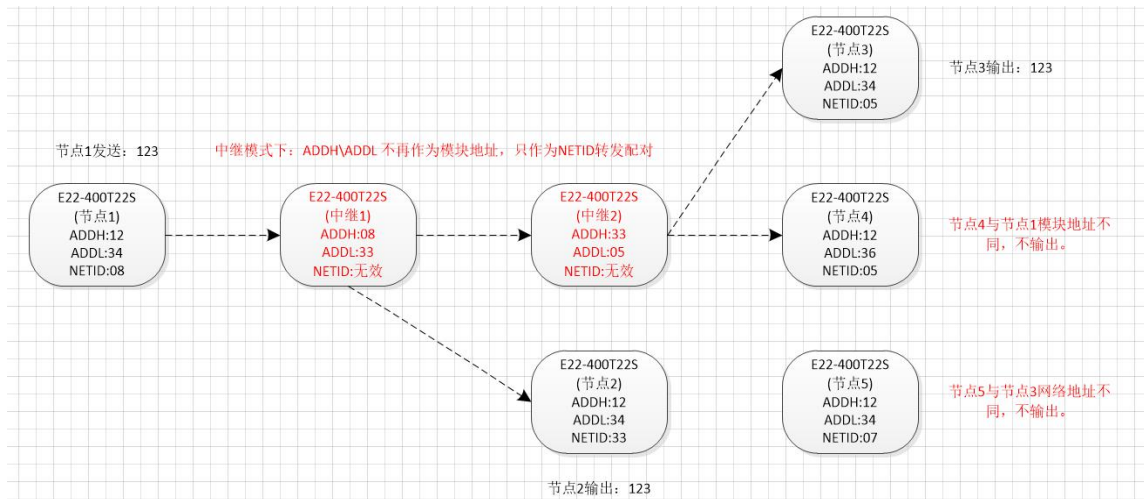 E22-400T22S
(节点3)
ADDH:12
ADDL:34
NETID:05
节点3输出：123
节点1发送：123
中继模式下：ADDH\ADDL 不再作为模块地址，只作为NETID转发配对
E22-400T22S
(节点1)
ADDH:12
ADDL:34
NETID:08
E22-400T22S
(中继1)
ADDH:08
ADDL:33
NETID:无效
E22-400T22S
(中继2)
ADDH:33
ADDL:05
NETID:无效
E22-400T22S
(节点4)
ADDH:12
ADDL:36
NETID:05
节点4与节点1模块地址不
同，不输出。
E22-400T22S
(节点2)
ADDH:12
ADDL:34
NETID:33
E22-400T22S
(节点5)
ADDH:12
ADDL:34
NETID:07
节点5与节点3网络地址不
同，不输出。
节点2输出：123